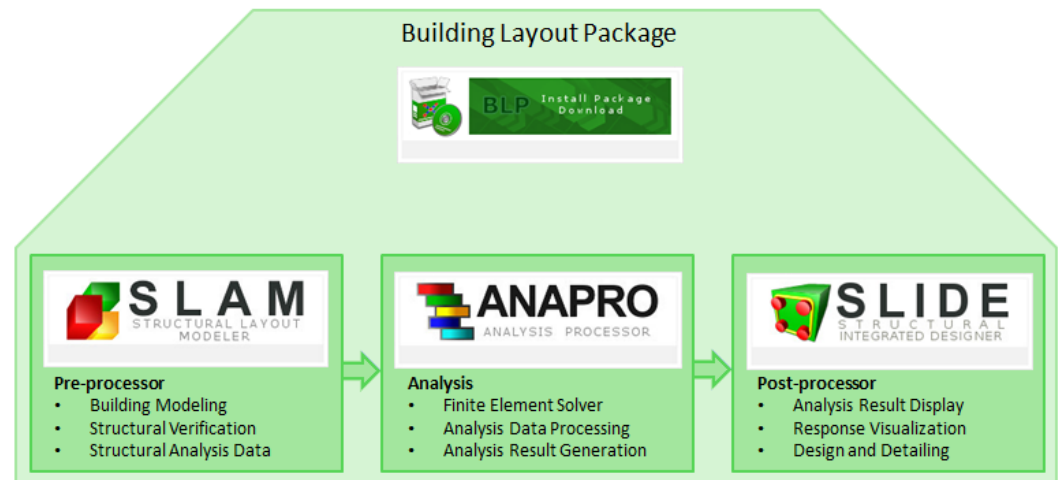 Building Layout Package
BLP Install Package
Download
SLAM
STRUCTURAL LAYOUT
MODELER
Pre-processor
• Building Modeling
• Structural Verification
• Structural Analysis Data
ANAPRO
ANALYSIS PROCESSOR
Analysis
• Finite Element Solver
• Analysis Data Processing
• Analysis Result Generation
SLIDE
STRUCTURAL
INTEGRATED DESIGNER
Post-processor
• Analysis Result Display
• Response Visualization
• Design and Detailing